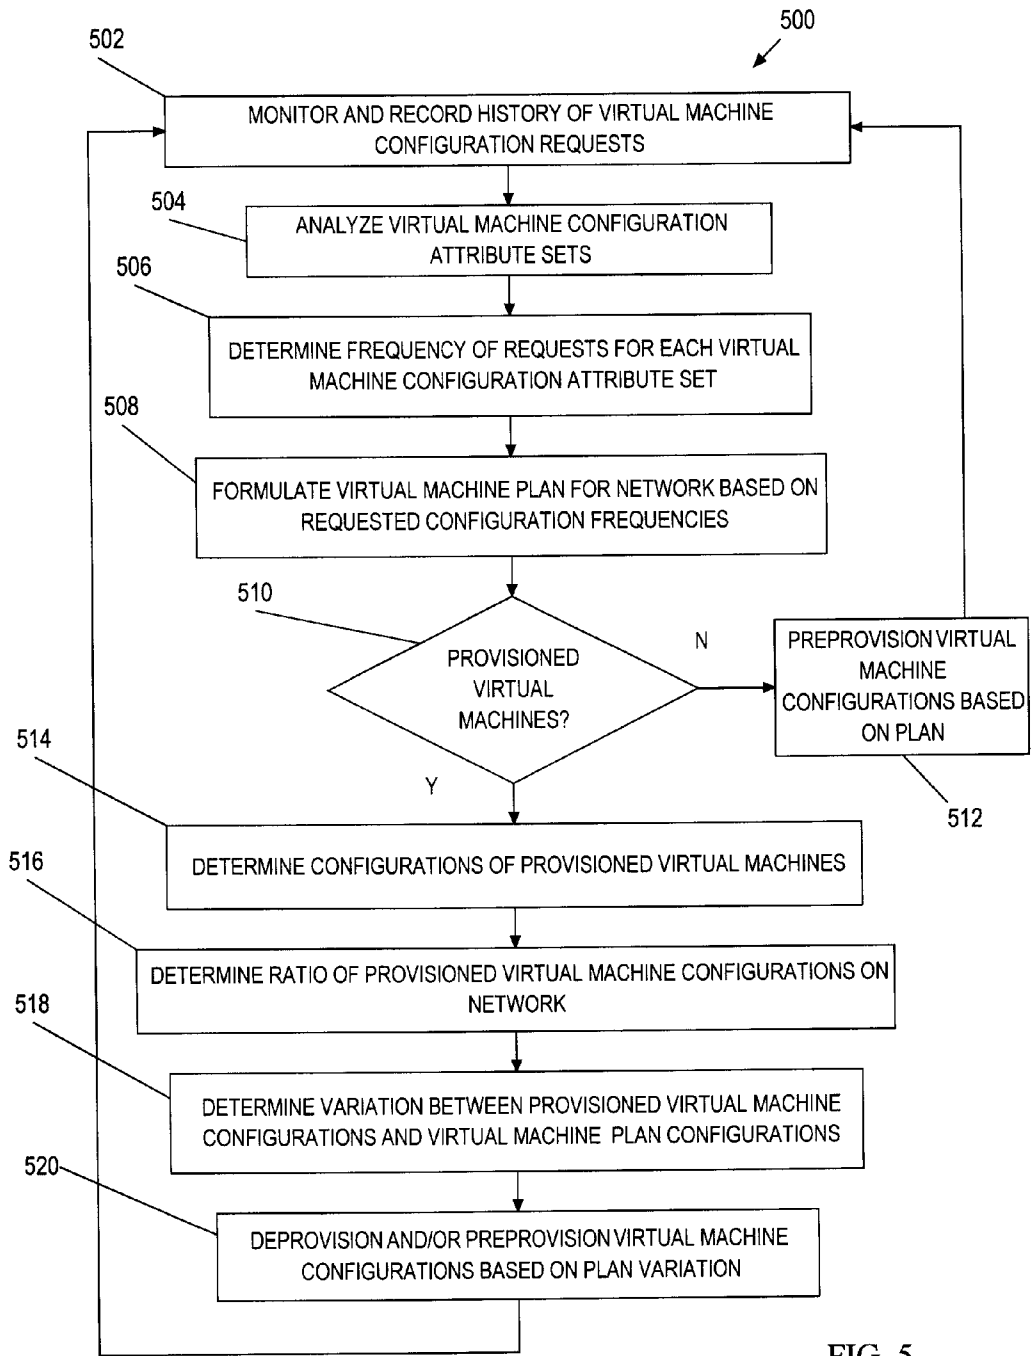 500
502
MONITOR AND RECORD HISTORY OF VIRTUAL MACHINE
CONFIGURATION REQUESTS
504
ANALYZE VIRTUAL MACHINE CONFIGURATION
ATTRIBUTE SETS
506
DETERMINE FREQUENCY OF REQUESTS FOR EACH VIRTUAL
MACHINE CONFIGURATION ATTRIBUTE SET
508
FORMULATE VIRTUAL MACHINE PLAN FOR NETWORK BASED ON
REQUESTED CONFIGURATION FREQUENCIES
510
PROVISIONED
VIRTUAL
MACHINES?
N
PREPROVISION VIRTUAL
MACHINE
CONFIGURATIONS BASED
ON PLAN
512
Y
514
DETERMINE CONFIGURATIONS OF PROVISIONED VIRTUAL MACHINES
516
DETERMINE RATIO OF PROVISIONED VIRTUAL MACHINE CONFIGURATIONS ON
NETWORK
518
DETERMINE VARIATION BETWEEN PROVISIONED VIRTUAL MACHINE
CONFIGURATIONS AND VIRTUAL MACHINE PLAN CONFIGURATIONS
520
DEPROVISION AND/OR PREPROVISION VIRTUAL MACHINE
CONFIGURATIONS BASED ON PLAN VARIATION
FIG. 5